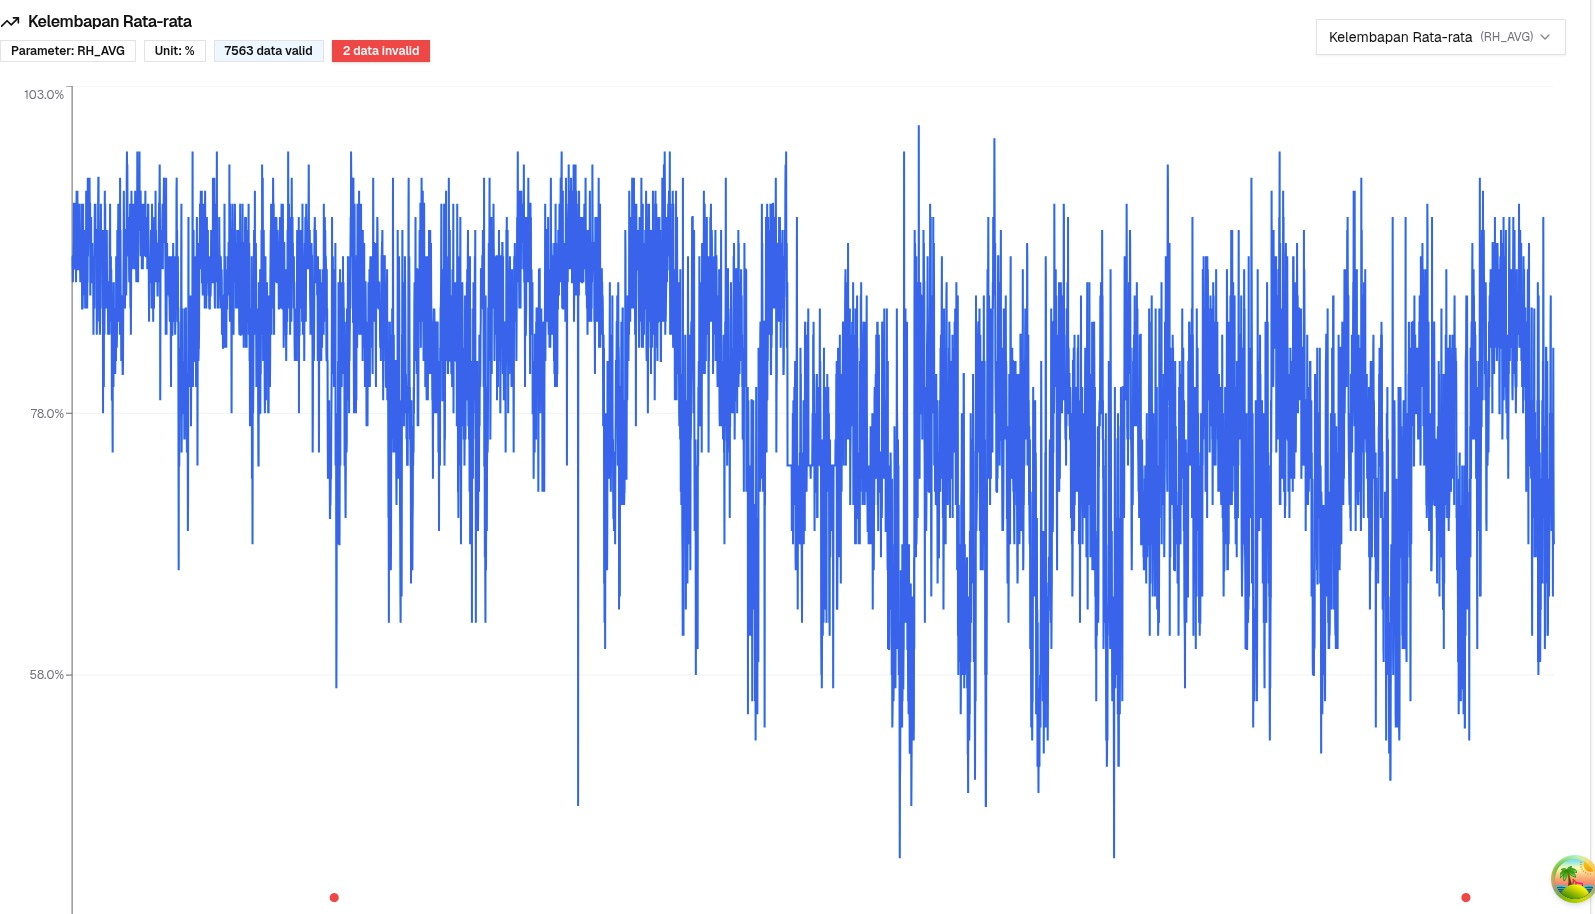 Kelembapan Rata-rata
Parameter: RH_AVG
Unit: %
7563 data valid
2 data invalid
Kelembapan Rata-rata (RH_AVG)
103.0%
78.0%
58.0%